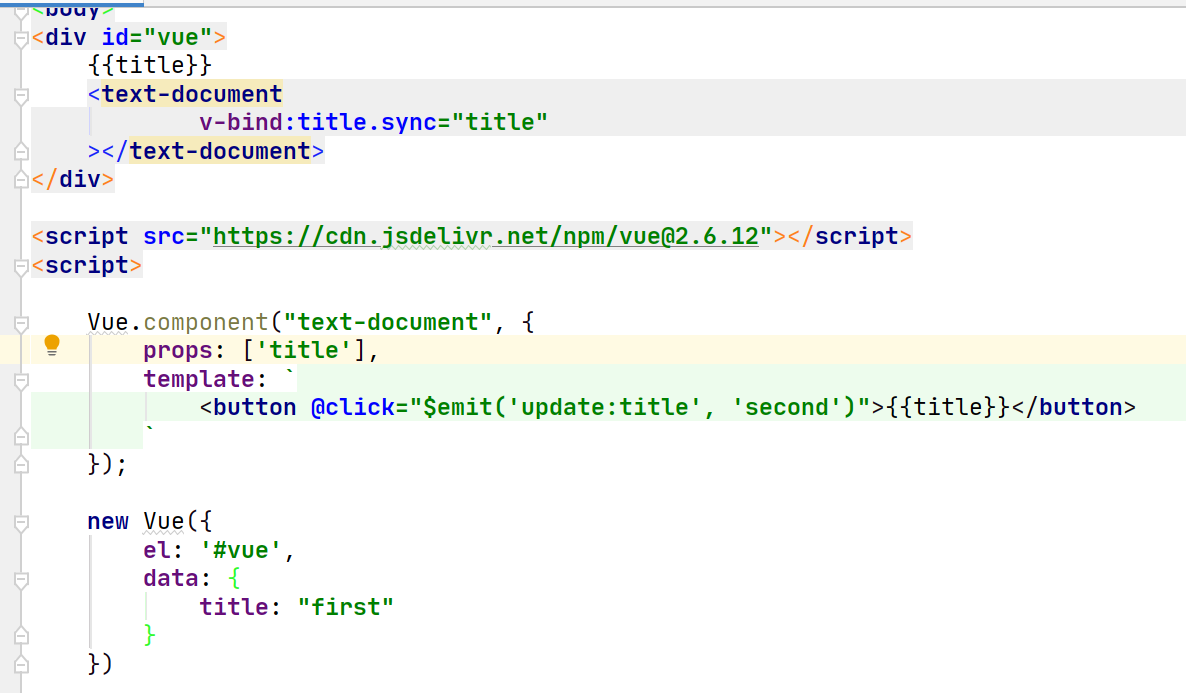 <body>
<div id="vue">
    {{title}}
    <text-document
            v-bind:title.sync="title"
    ></text-document>
</div>

<script src="https://cdn.jsdelivr.net/npm/vue@2.6.12"></script>
<script>

    Vue.component("text-document", {
        props: ['title'],
        template: `
            <button @click="$emit('update:title', 'second')">{{title}}</button>
        `
    });

    new Vue({
        el: '#vue',
        data: {
            title: "first"
        }
    })